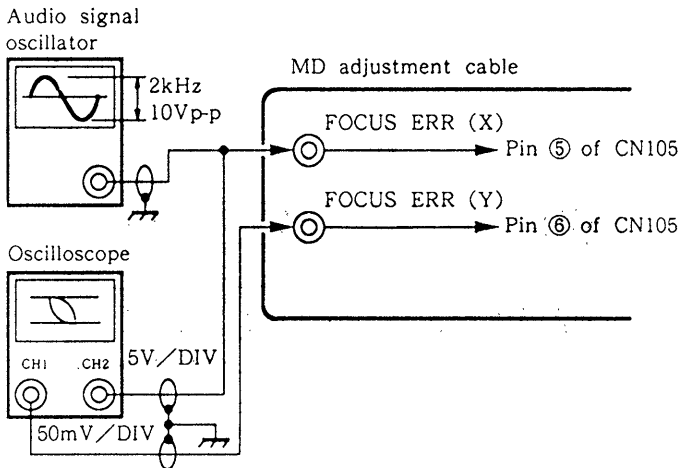 Audio signal
oscillator
2kHz
10Vp-p
MD adjustment cable
FOCUS ERR (X)
Pin ⑤ of CN105
FOCUS ERR (Y)
Pin ⑥ of CN105
Oscilloscope
CH1 CH2
5V/DIV
50mV/DIV